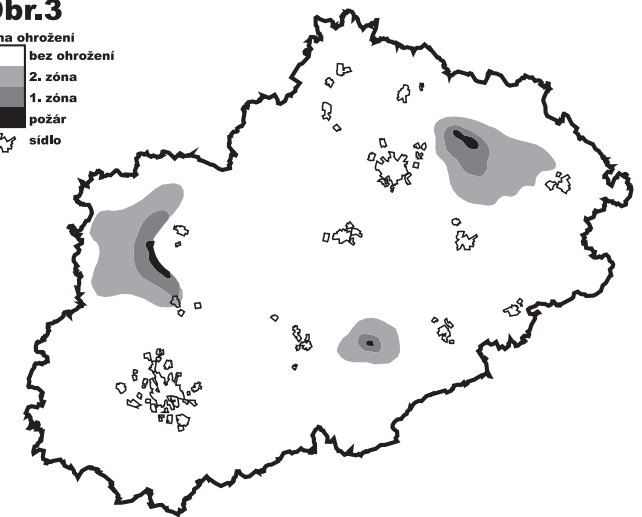 Obr.3
na ohrožení
bez ohrožení
2. zóna
1. zóna
požár
sídlo